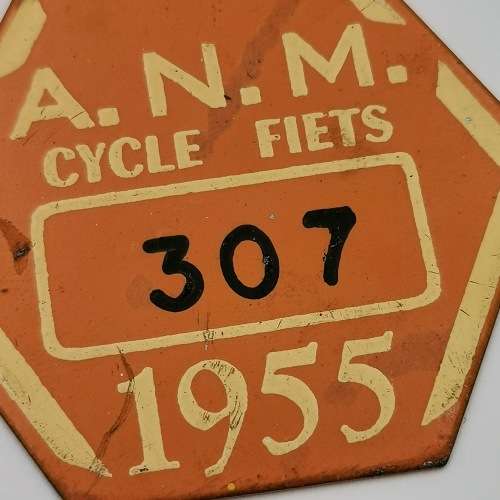 A.N.M.
CYCLE FIETS
307
1955